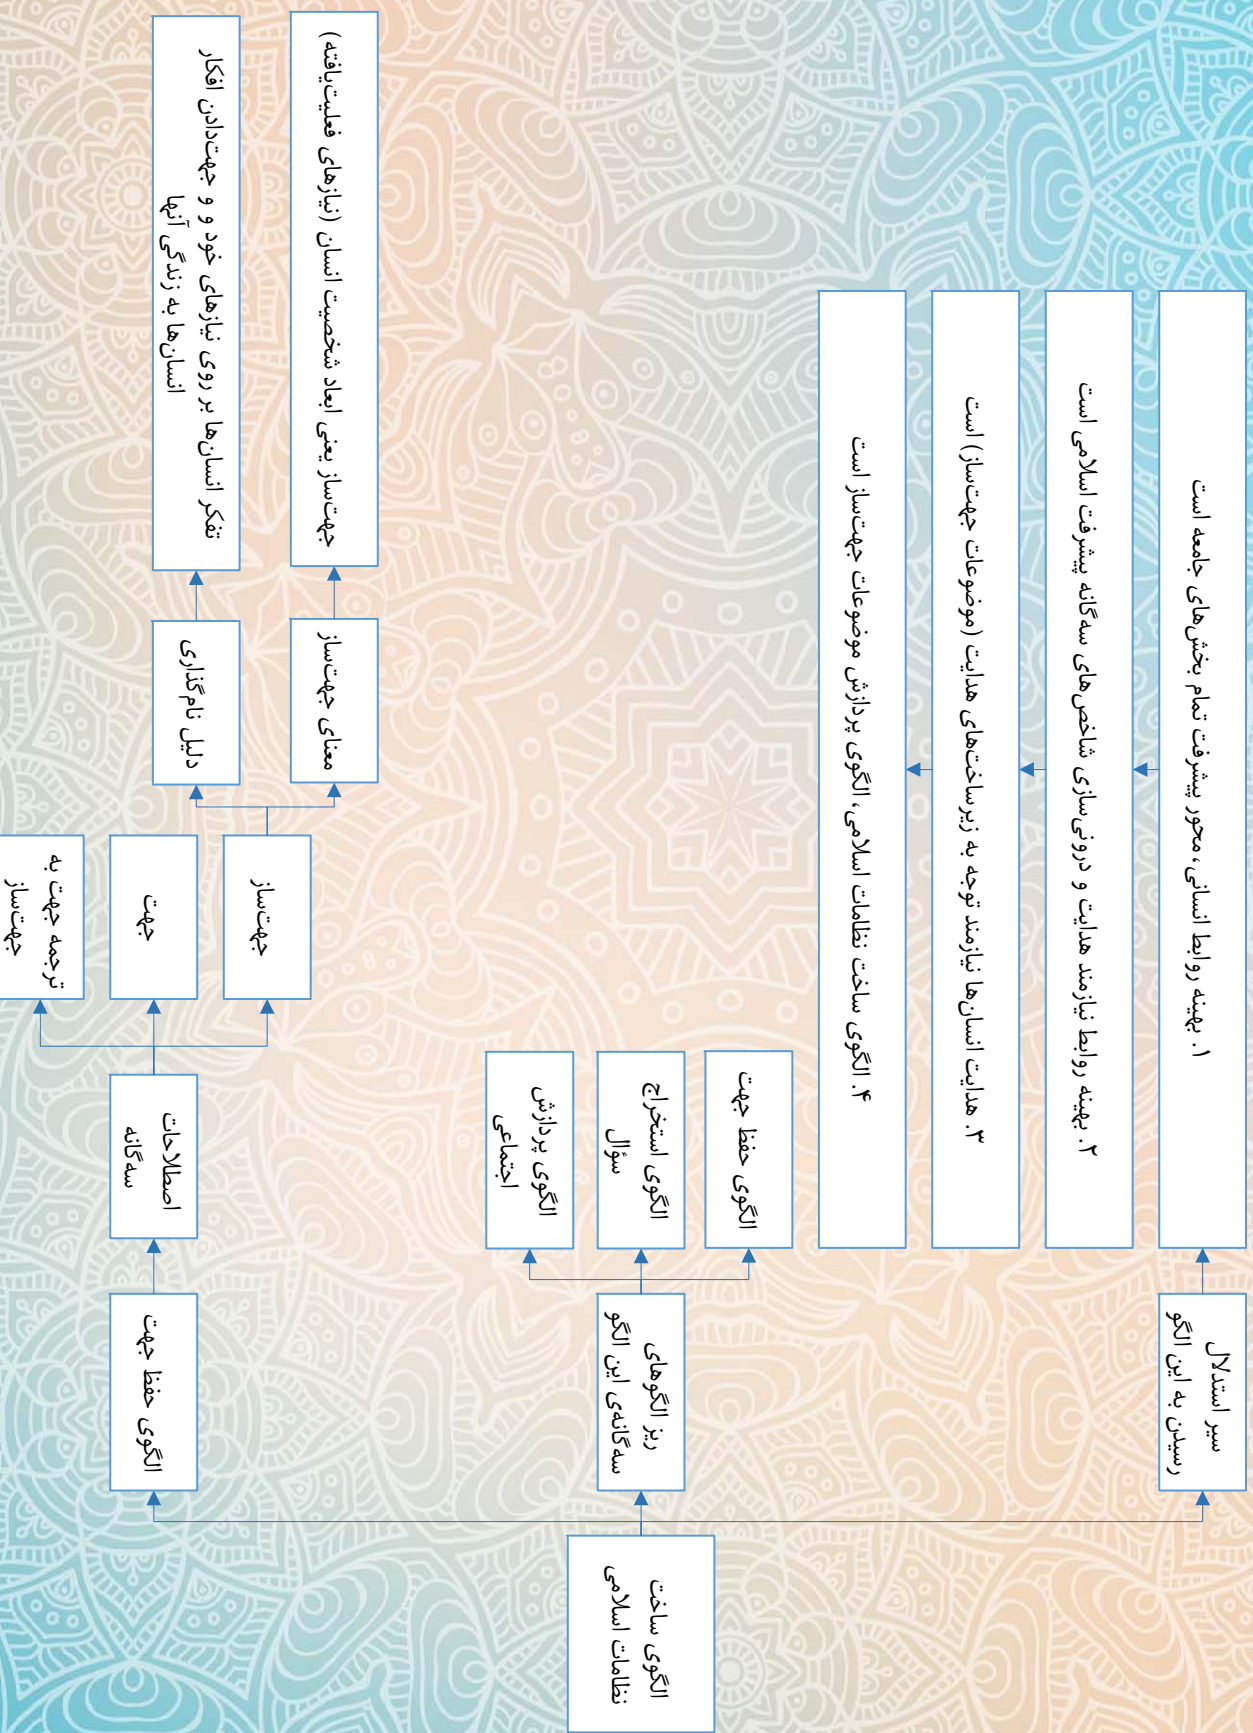 الگوی ساخت
نظامات اسلامی
سیر استدلال
رسیدن به این الگو
۱. بهینه روابط انسانی، محور پیشرفت تمام بخش‌های جامعه است
۲. بهینه روابط نیازمند هدایت و درونی‌سازی شاخص‌های سه‌گانه پیشرفت اسلامی است
۳. هدایت انسان‌ها نیازمند توجه به زیرساخت‌های هدایت (موضوعات جهت‌ساز) است
۴. الگوی ساخت نظامات اسلامی، الگوی پردازش موضوعات جهت‌ساز است
ریز الگوهای
سه‌گانه‌ی این الگو
الگوی حفظ جهت
الگوی استخراج
سؤال
الگوی پردازش
اجتماعی
الگوی حفظ جهت
اصطلاحات
سه‌گانه
جهت‌ساز
معنای جهت‌ساز
جهت‌ساز یعنی ابعاد شخصیت انسان (نیازهای فعلیت‌یافته)
دلیل نام‌گذاری
تفکر انسان‌ها بر روی نیازهای خود و و جهت‌دادن افکار
انسان‌ها به زندگی آنها
جهت
ترجمه جهت به
جهت‌ساز